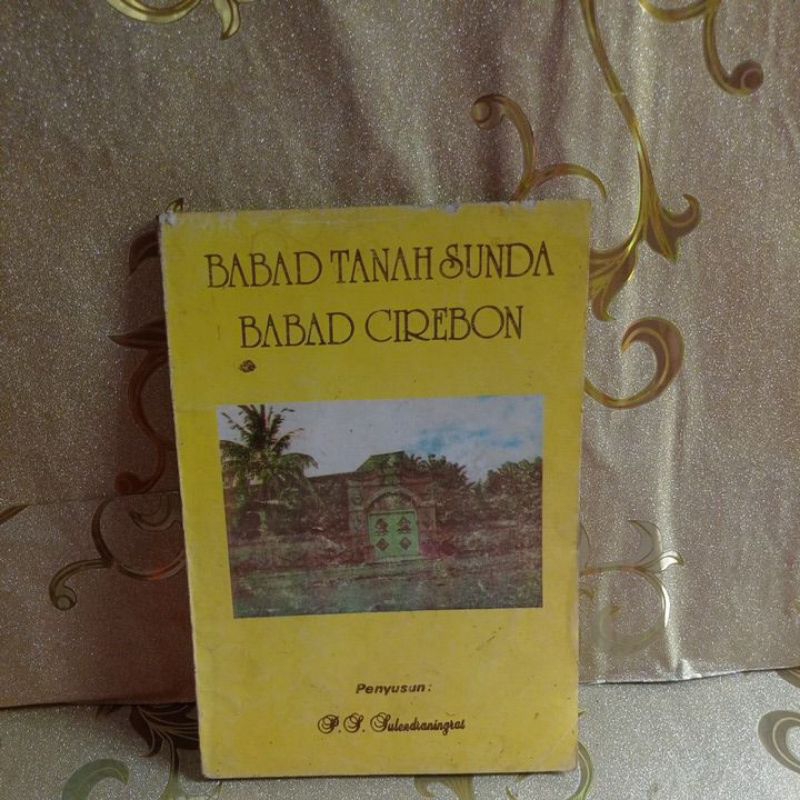 BABAD TANAH SUNDA
BABAD CIREBON
Penyusun:
P. S. Sulendraningrat